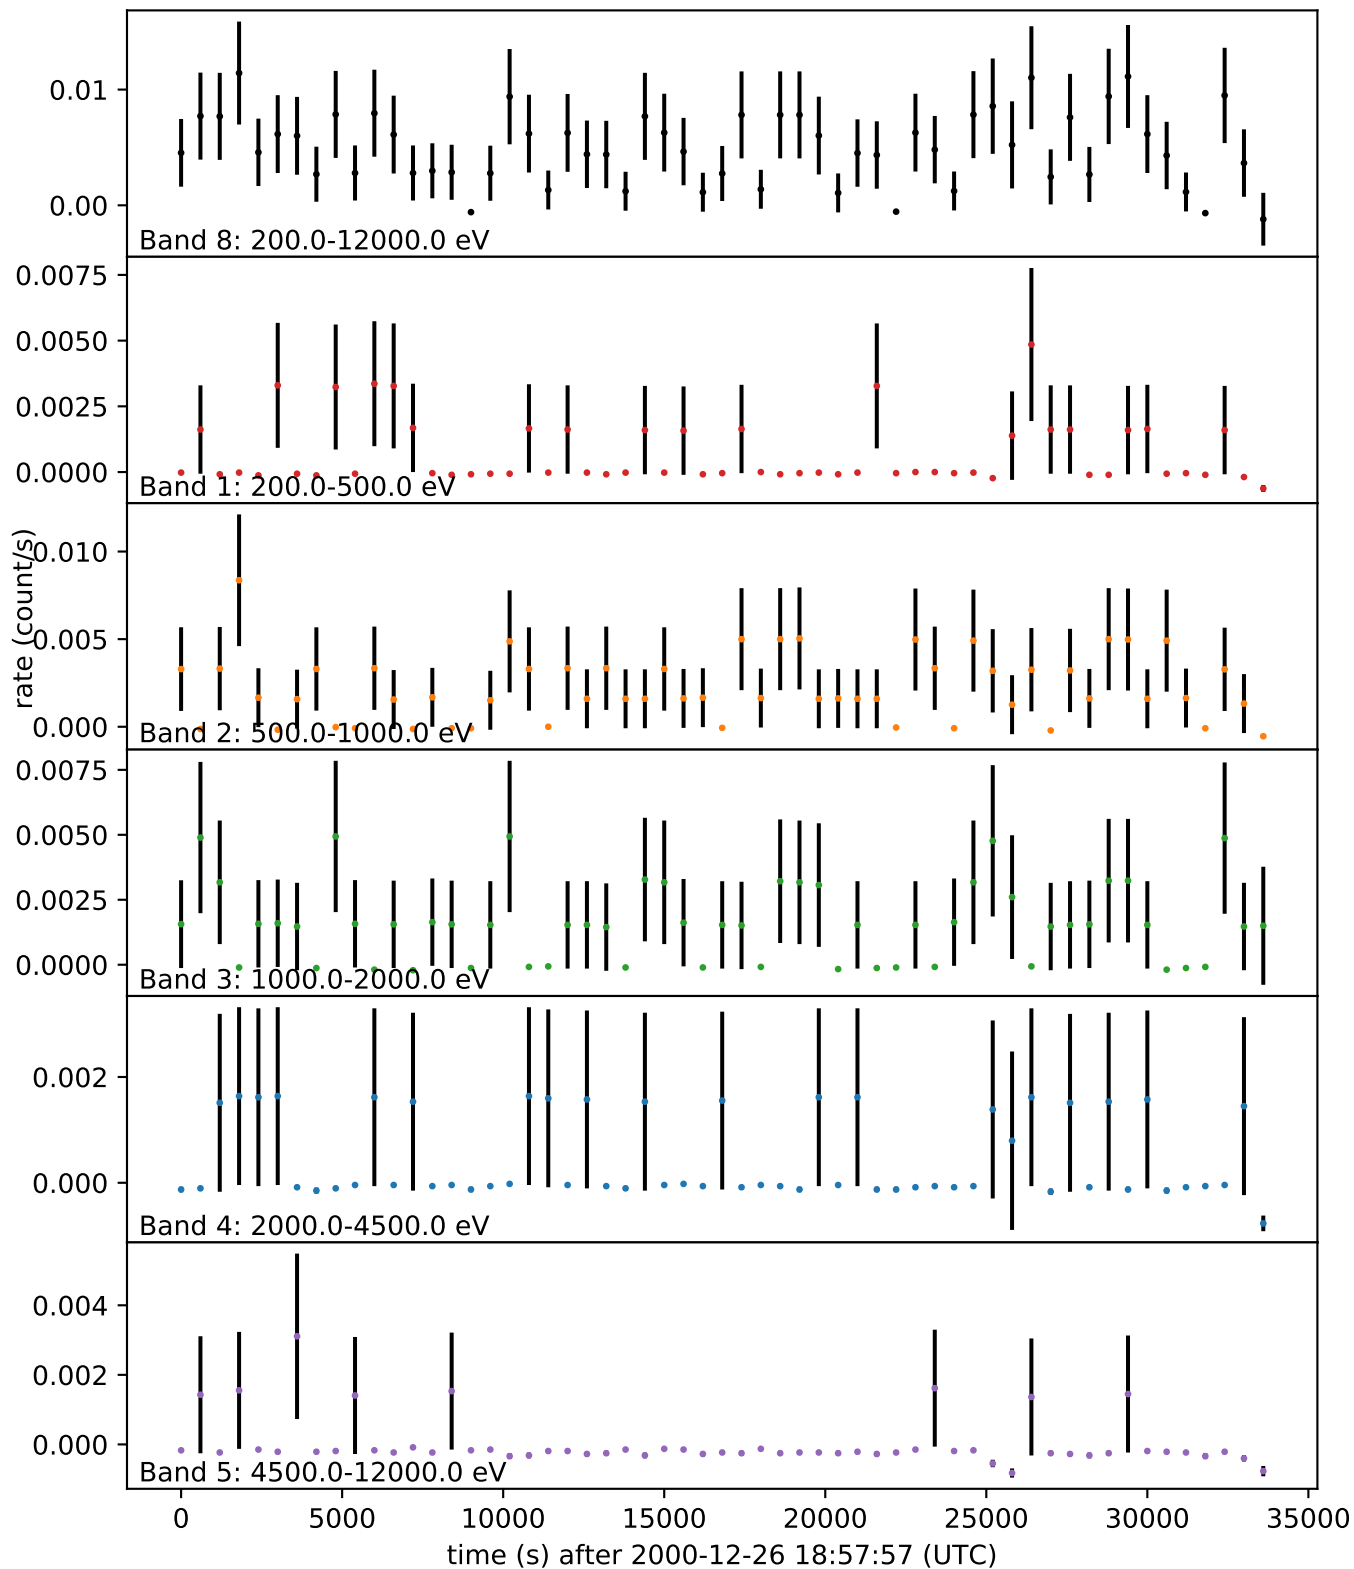 0.01
0.00
Band 8: 200.0-12000.0 eV
0.0075
0.0050
0.0025
0.0000
Band 1: 200.0-500.0 eV
rate (count/s)
0.010
0.005
0.000
Band 2: 500.0-1000.0 eV
0.0075
0.0050
0.0025
0.0000
Band 3: 1000.0-2000.0 eV
0.002
0.000
Band 4: 2000.0-4500.0 eV
0.004
0.002
0.000
Band 5: 4500.0-12000.0 eV
0 5000 10000 15000 20000 25000 30000 35000
time (s) after 2000-12-26 18:57:57 (UTC)